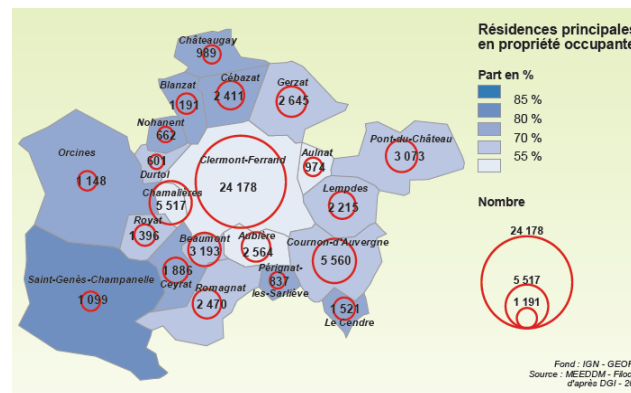 Résidences principales
en propriété occupante
Part en %
85 %
80 %
70 %
55 %
Nombre
24 178
5 517
1 191
Châteaugay
989
Cébazat
2 411
Gerzat
2 645
Blanzat
1 191
Nohanent
662
Orcines
1 148
601
Durtol
Clermont-Ferrand
24 178
Aulnat
974
Pont-du-Château
3 073
Chamalières
5 517
Lempdes
2 215
Royat
1 396
Beaumont
3 193
Aubière
2 564
Cournon-d'Auvergne
5 560
Saint-Genès-Champanelle
1 099
1 886
Ceyrat
Romagnat
2 470
Pérignat-
837
lès-Sarliève
1 521
Le Cendre
Fond : IGN - GEOF
Source : MEEDDM - Filoc
d'après DGI - 20